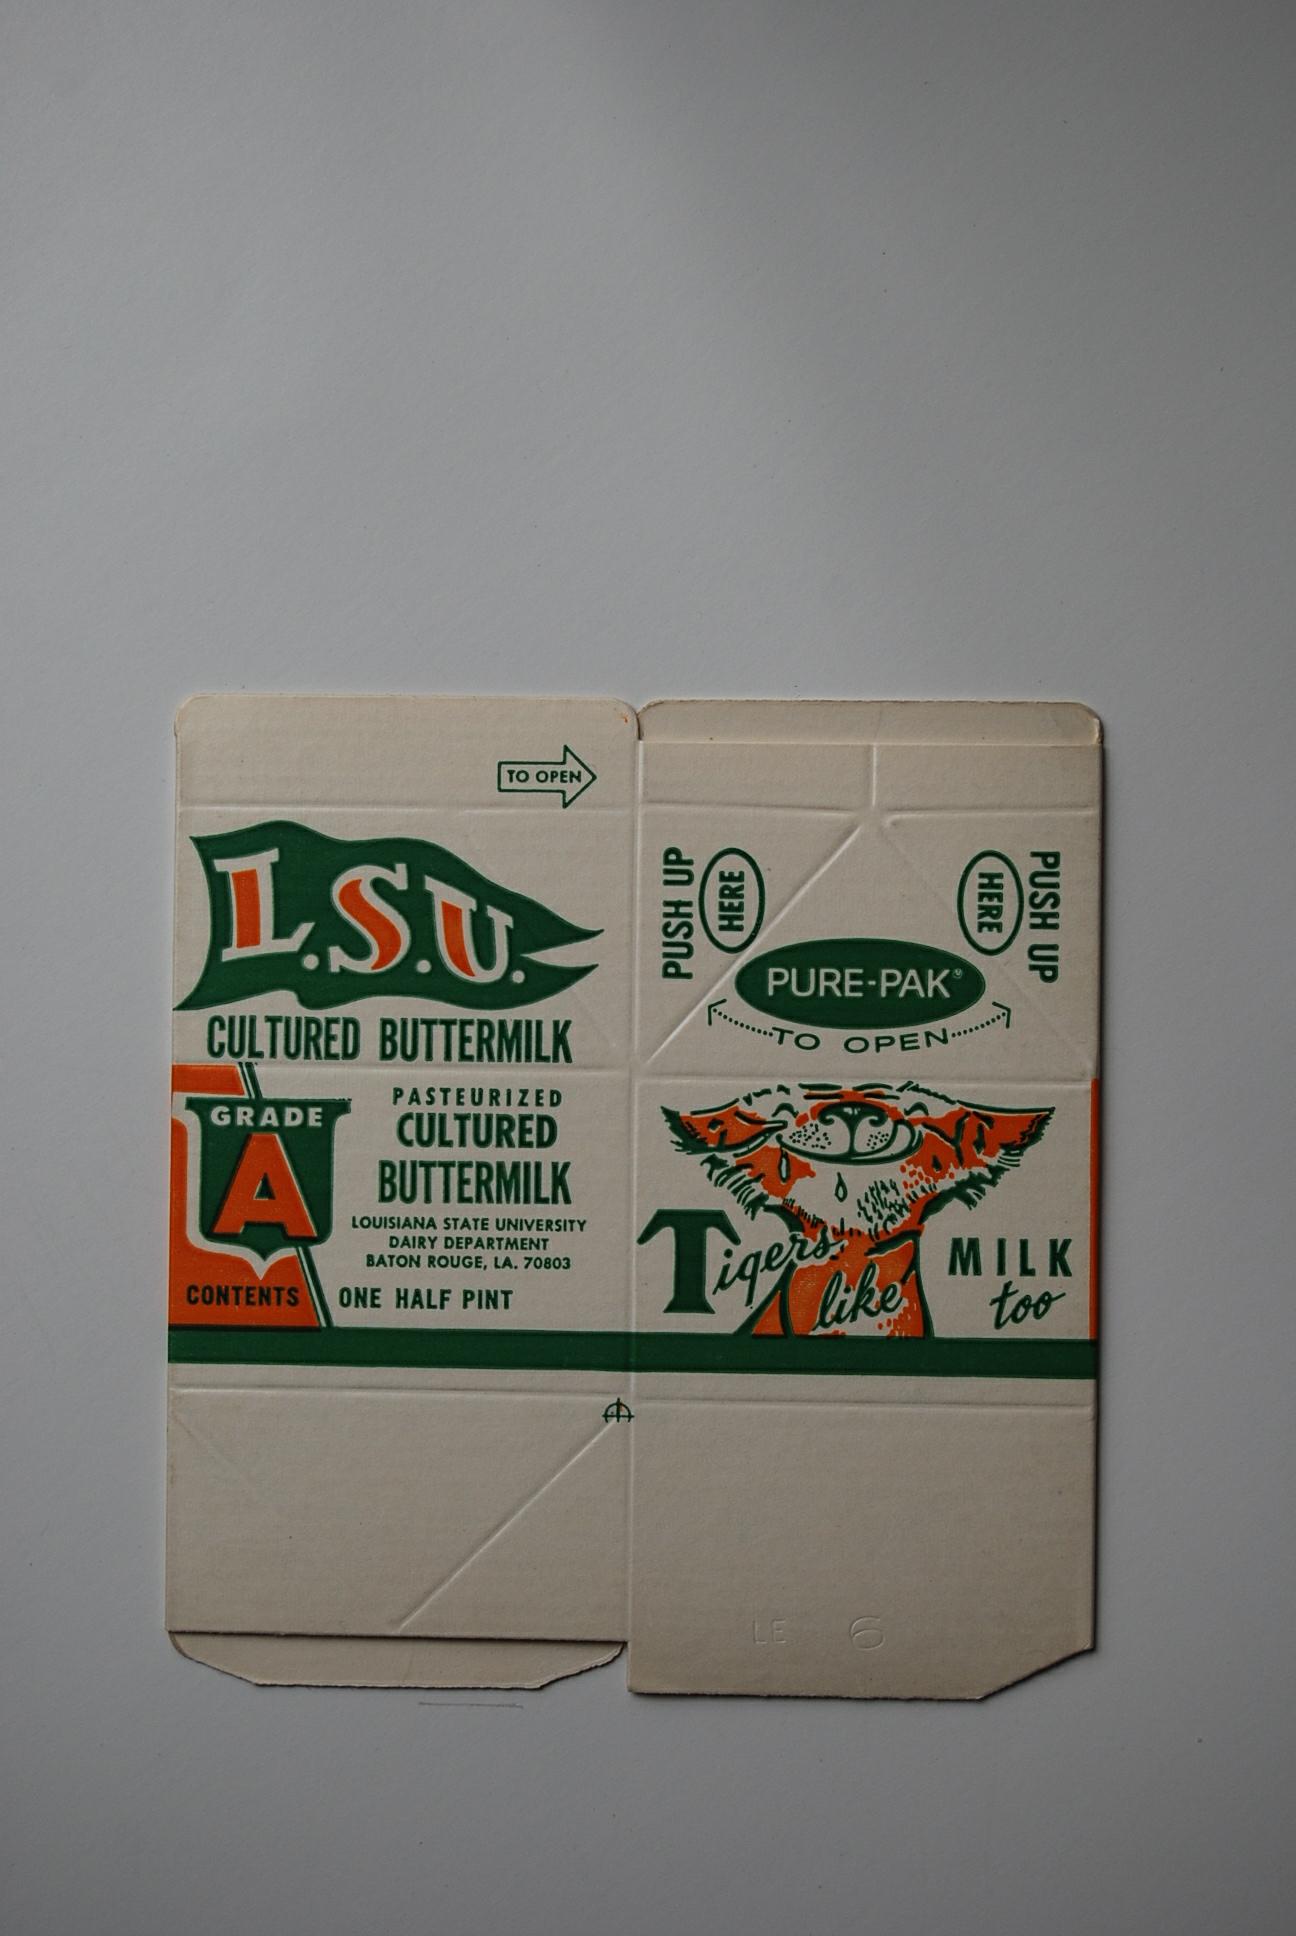 TO OPEN
L.S.U.
CULTURED BUTTERMILK
GRADE
A
CONTENTS
PASTEURIZED
CULTURED
BUTTERMILK
LOUISIANA STATE UNIVERSITY
DAIRY DEPARTMENT
BATON ROUGE, LA. 70803
ONE HALF PINT
PUSH UP
HERE
HERE
PUSH UP
PURE-PAK®
TO OPEN
Tigers like MILK too
LE 6